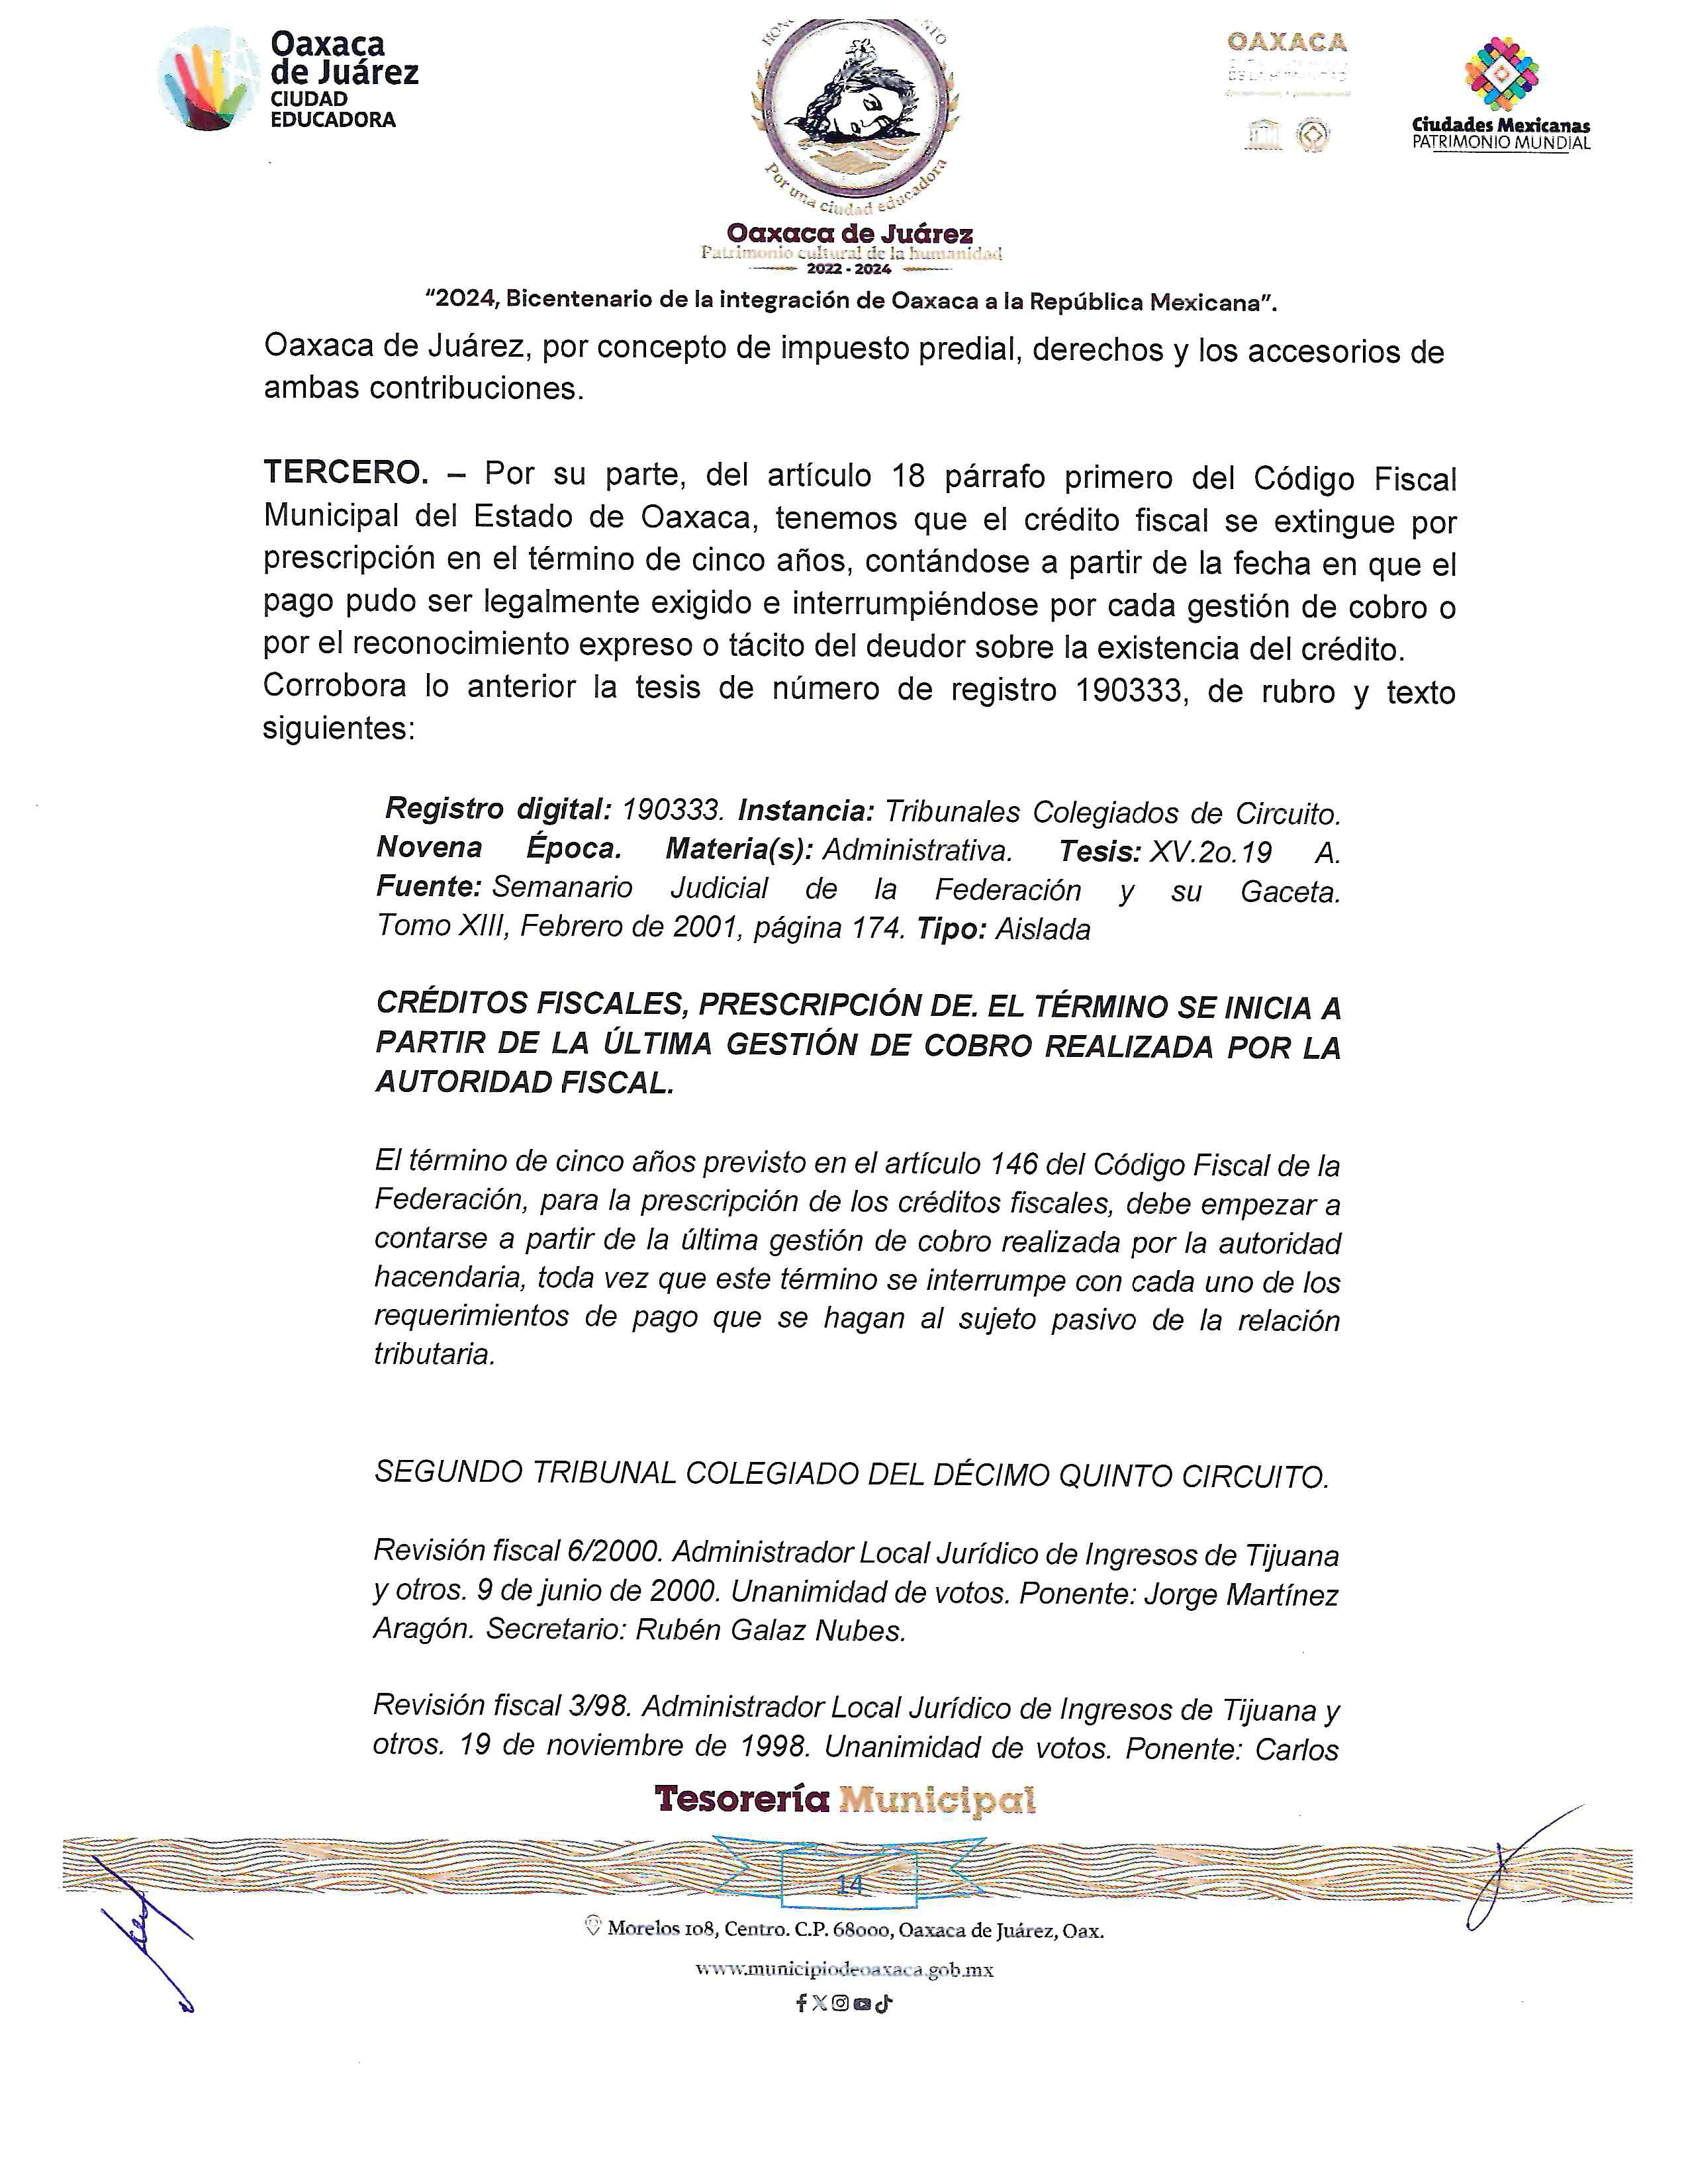 Oaxaca
de Juárez
CIUDAD
EDUCADORA
Por una ciudad educadora
Oaxaca de Juárez
Patrimonio cultural de la humanidad
2022 - 2024
OAXACA
Ciudades Mexicanas
PATRIMONIO MUNDIAL
"2024, Bicentenario de la integración de Oaxaca a la República Mexicana".
Oaxaca de Juárez, por concepto de impuesto predial, derechos y los accesorios de
ambas contribuciones.
TERCERO. – Por su parte, del artículo 18 párrafo primero del Código Fiscal
Municipal del Estado de Oaxaca, tenemos que el crédito fiscal se extingue por
prescripción en el término de cinco años, contándose a partir de la fecha en que el
pago pudo ser legalmente exigido e interrumpiéndose por cada gestión de cobro o
por el reconocimiento expreso o tácito del deudor sobre la existencia del crédito.
Corrobora lo anterior la tesis de número de registro 190333, de rubro y texto
siguientes:
Registro digital: 190333. Instancia: Tribunales Colegiados de Circuito.
Novena Época. Materia(s): Administrativa. Tesis: XV.2o.19 A.
Fuente: Semanario Judicial de la Federación y su Gaceta.
Tomo XIII, Febrero de 2001, página 174. Tipo: Aislada
CRÉDITOS FISCALES, PRESCRIPCIÓN DE. EL TÉRMINO SE INICIA A
PARTIR DE LA ÚLTIMA GESTIÓN DE COBRO REALIZADA POR LA
AUTORIDAD FISCAL.
El término de cinco años previsto en el artículo 146 del Código Fiscal de la
Federación, para la prescripción de los créditos fiscales, debe empezar a
contarse a partir de la última gestión de cobro realizada por la autoridad
hacendaria, toda vez que este término se interrumpe con cada uno de los
requerimientos de pago que se hagan al sujeto pasivo de la relación
tributaria.
SEGUNDO TRIBUNAL COLEGIADO DEL DÉCIMO QUINTO CIRCUITO.
Revisión fiscal 6/2000. Administrador Local Jurídico de Ingresos de Tijuana
y otros. 9 de junio de 2000. Unanimidad de votos. Ponente: Jorge Martínez
Aragón. Secretario: Rubén Galaz Nubes.
Revisión fiscal 3/98. Administrador Local Jurídico de Ingresos de Tijuana y
otros. 19 de noviembre de 1998. Unanimidad de votos. Ponente: Carlos
Tesorería Municipal
14
Morelos 108, Centro. C.P. 68000, Oaxaca de Juárez, Oax.
www.municipiodeoaxaca.gob.mx